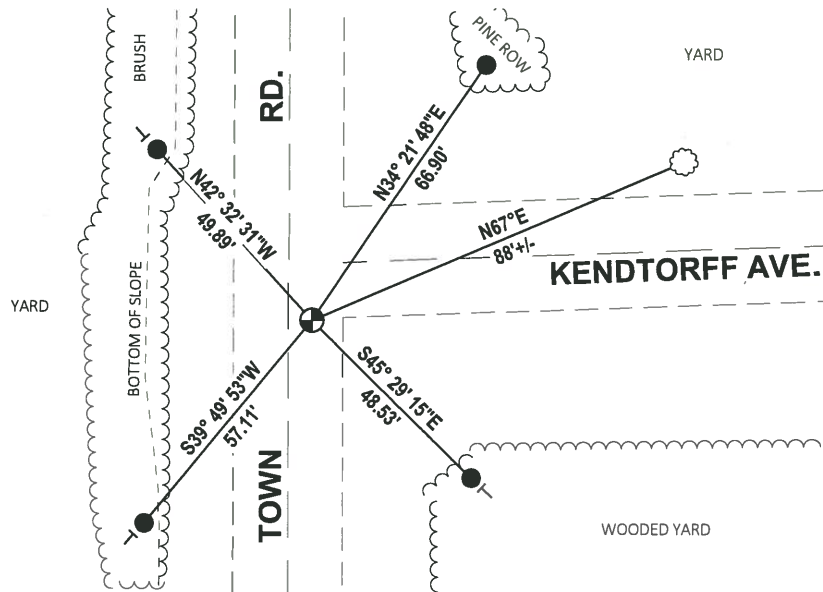 BRUSH
PINE ROW
YARD
RD.
N34° 21' 48"E
66.90'
N42° 32' 31"W
49.89'
N67°E
88'+/-
KENDTORFF AVE.
YARD
BOTTOM OF SLOPE
S39° 49' 53"W
57.11'
S45° 29' 15"E
48.53'
TOWN
WOODED YARD